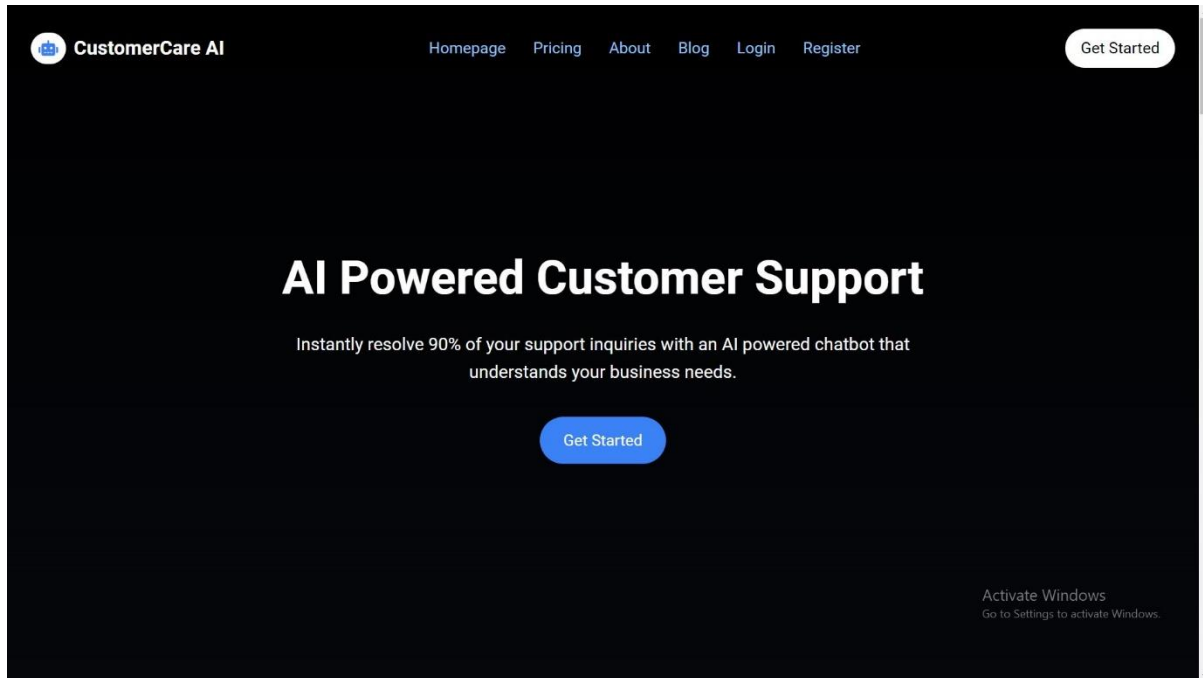 CustomerCare AI
Homepage Pricing About Blog Login Register
Get Started
AI Powered Customer Support
Instantly resolve 90% of your support inquiries with an AI powered chatbot that
understands your business needs.
Get Started
Activate Windows
Go to Settings to activate Windows.